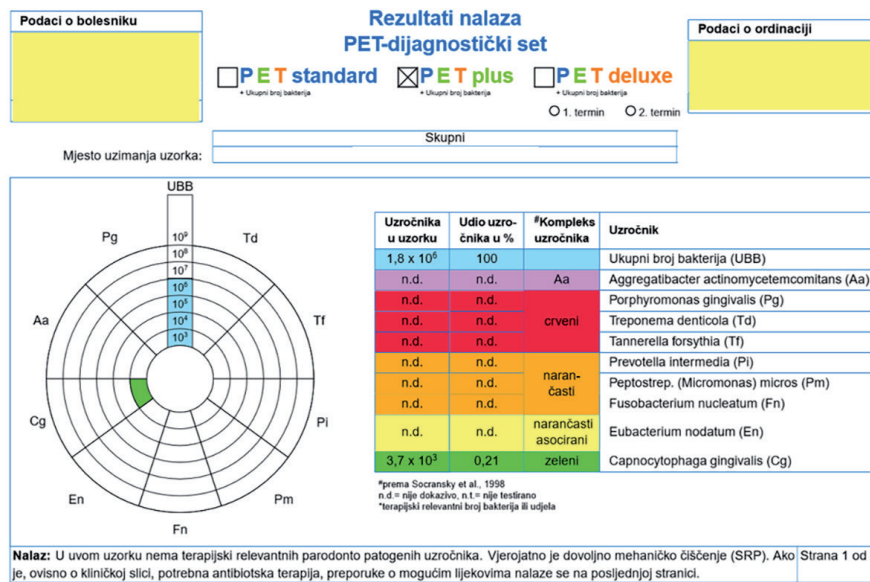 Podaci o bolesniku
Rezultati nalaza
PET-dijagnostički set
Podaci o ordinaciji
PET standard
+ Ukupni broj bakterija
PET plus
+ Ukupni broj bakterija
PET deluxe
+ Ukupni broj bakterija
1. termin
2. termin
Mjesto uzimanja uzorka:
Skupni
UBB
Pg
Td
Aa
Tf
Cg
Pi
En
Pm
Fn
10⁹
10⁸
10⁷
10⁶
10⁵
10⁴
10³
Uzročnika u uzorku Udio uzro-čnika u % #Kompleks uzročnika Uzročnik
1,8 x 10⁶ 100 Ukupni broj bakterija (UBB)
n.d. n.d. Aa Aggregatibacter actinomycetemcomitans (Aa)
n.d. n.d. Porphyromonas gingivalis (Pg)
n.d. n.d. crveni Treponema denticola (Td)
n.d. n.d. Tannerella forsythia (Tf)
n.d. n.d. Prevotella intermedia (Pi)
n.d. n.d. naran-časti Peptostrep. (Micromonas) micros (Pm)
n.d. n.d. Fusobacterium nucleatum (Fn)
n.d. n.d. narančasti asocirani Eubacterium nodatum (En)
3,7 x 10³ 0,21 zeleni Capnocytophaga gingivalis (Cg)
#prema Socransky et al., 1998
n.d.= nije dokazivo, n.t.= nije testirano
*terapijski relevantni broj bakterija ili udjela
Nalaz: U uvom uzorku nema terapijski relevantnih parodonto patogenih uzročnika. Vjerojatno je dovoljno mehaničko čišćenje (SRP). Ako
je, ovisno o kliničkoj slici, potrebna antibiotska terapija, preporuke o mogućim lijekovima nalaze se na posljednjoj stranici.
Strana 1 od